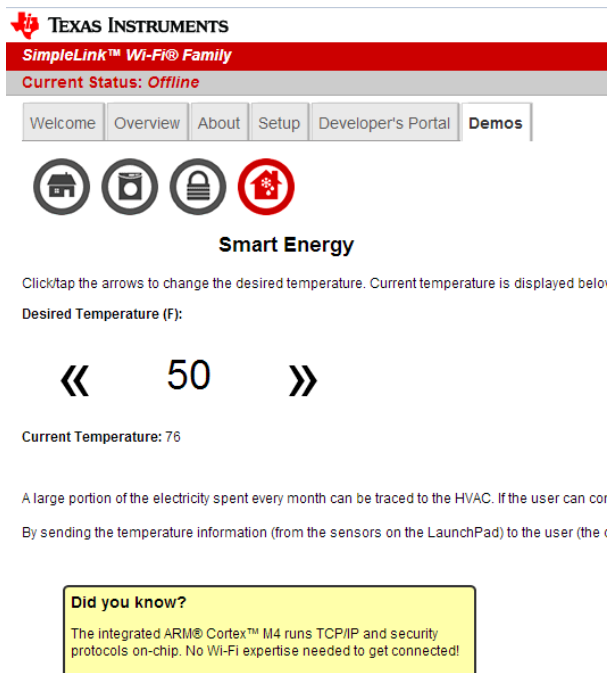 TEXAS INSTRUMENTS
SimpleLink™ Wi-Fi® Family
Current Status: Offline
Welcome Overview About Setup Developer's Portal Demos
Smart Energy
Click/tap the arrows to change the desired temperature. Current temperature is displayed
Desired Temperature (F):
« 50 »
Current Temperature: 76
A large portion of the electricity spent every month can be traced to the HVAC. If the user can
By sending the temperature information (from the sensors on the LaunchPad) to the user (the
Did you know?
The integrated ARM® Cortex™ M4 runs TCP/IP and security
protocols on-chip. No Wi-Fi expertise needed to get connected!